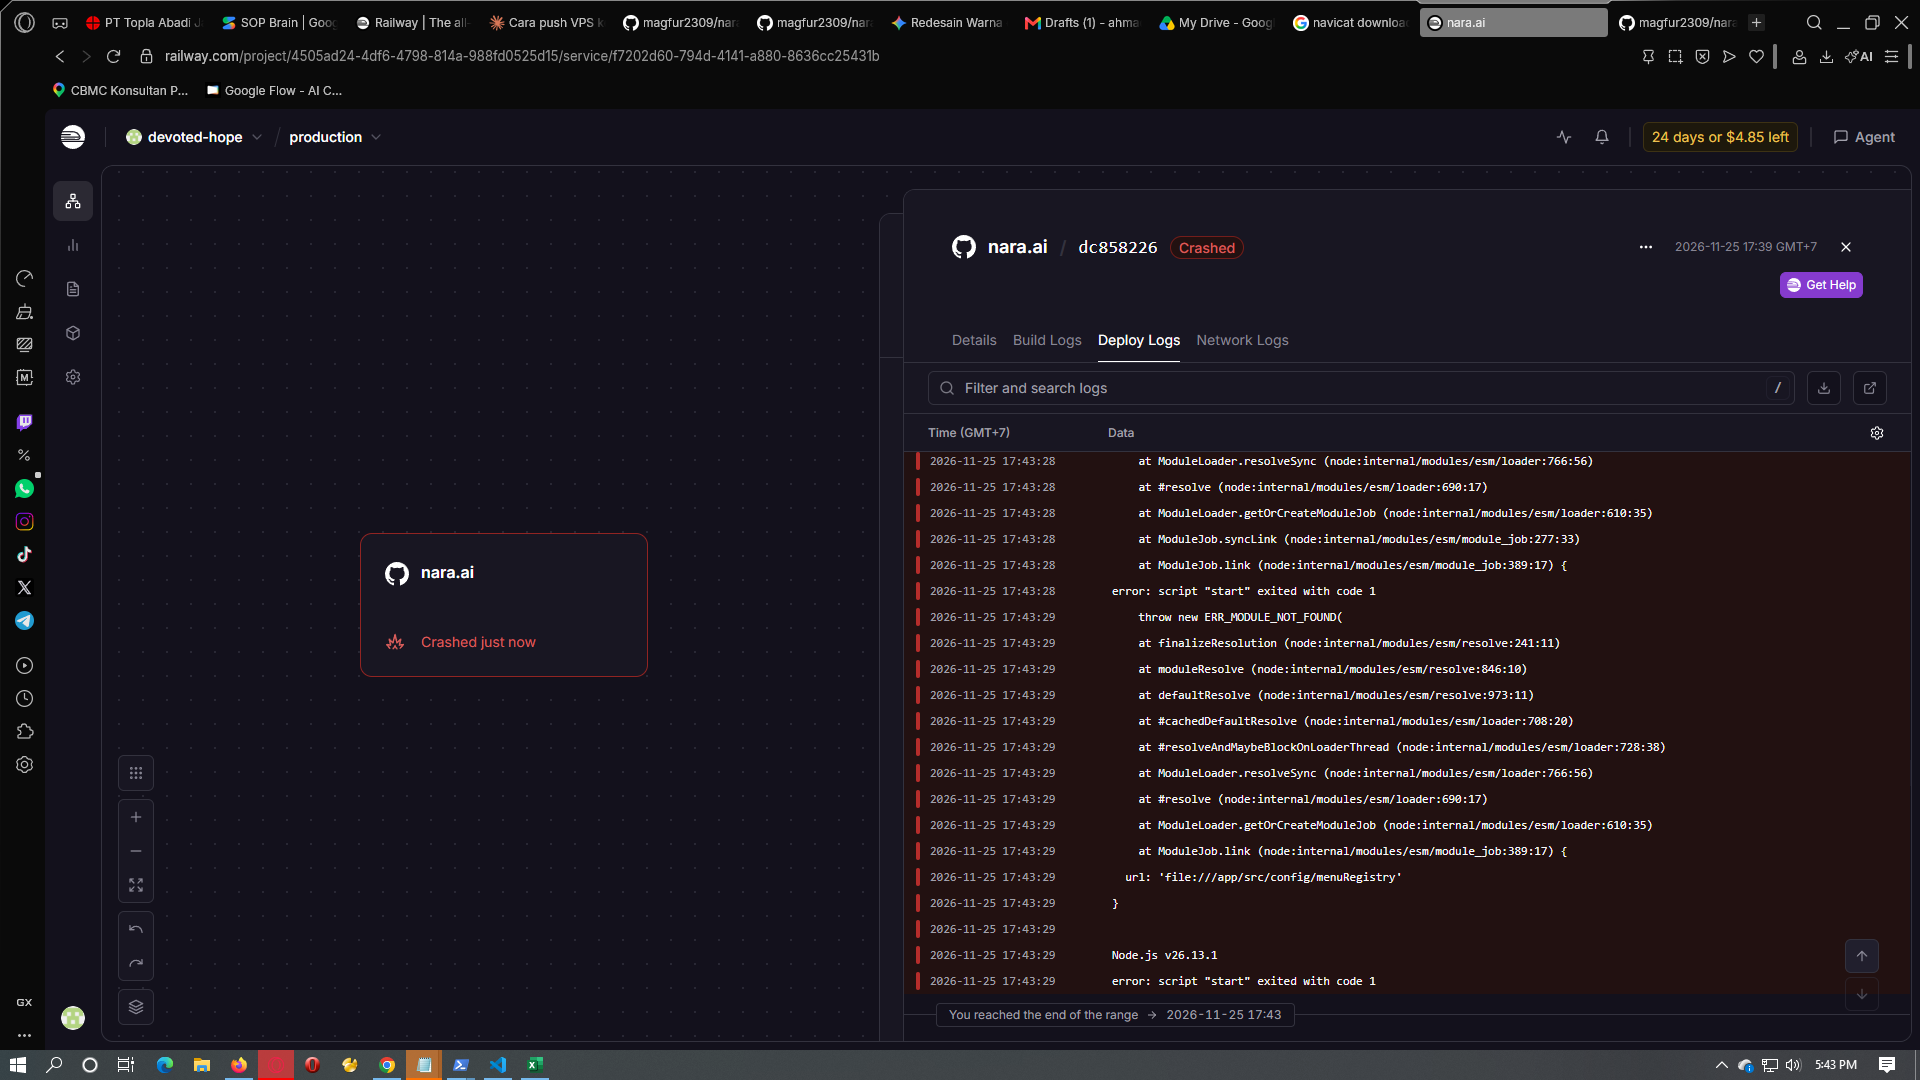 PT Topla Abadi J
SOP Brain | Goog
Railway | The all-
Cara push VPS k
magfur2309/nara
magfur2309/nara
Redesain Warna
Drafts (1) - ahma
My Drive - Googl
navicat download
nara.ai
magfur2309/nara
railway.com/project/4505ad24-4df6-4798-814a-988fd0525d15/service/f7202d60-794d-4141-a880-8636cc25431b
AI
CBMC Konsultan P...
Google Flow - AI C...
devoted-hope / production
24 days or $4.85 left
Agent
nara.ai / dc858226 Crashed
2026-11-25 17:39 GMT+7
Get Help
Details Build Logs Deploy Logs Network Logs
Filter and search logs /
Time (GMT+7) Data
2026-11-25 17:43:28 at ModuleLoader.resolveSync (node:internal/modules/esm/loader:766:56)
2026-11-25 17:43:28 at #resolve (node:internal/modules/esm/loader:690:17)
2026-11-25 17:43:28 at ModuleLoader.getOrCreateModuleJob (node:internal/modules/esm/loader:610:35)
2026-11-25 17:43:28 at ModuleJob.syncLink (node:internal/modules/esm/module_job:277:33)
2026-11-25 17:43:28 at ModuleJob.link (node:internal/modules/esm/module_job:389:17) {
2026-11-25 17:43:28 error: script "start" exited with code 1
2026-11-25 17:43:29 throw new ERR_MODULE_NOT_FOUND(
2026-11-25 17:43:29 at finalizeResolution (node:internal/modules/esm/resolve:241:11)
2026-11-25 17:43:29 at moduleResolve (node:internal/modules/esm/resolve:846:10)
2026-11-25 17:43:29 at defaultResolve (node:internal/modules/esm/resolve:973:11)
2026-11-25 17:43:29 at #cachedDefaultResolve (node:internal/modules/esm/loader:708:20)
2026-11-25 17:43:29 at #resolveAndMaybeBlockOnLoaderThread (node:internal/modules/esm/loader:728:38)
2026-11-25 17:43:29 at ModuleLoader.resolveSync (node:internal/modules/esm/loader:766:56)
2026-11-25 17:43:29 at #resolve (node:internal/modules/esm/loader:690:17)
2026-11-25 17:43:29 at ModuleLoader.getOrCreateModuleJob (node:internal/modules/esm/loader:610:35)
2026-11-25 17:43:29 at ModuleJob.link (node:internal/modules/esm/module_job:389:17) {
2026-11-25 17:43:29 url: 'file:///app/src/config/menuRegistry'
2026-11-25 17:43:29 }
2026-11-25 17:43:29
2026-11-25 17:43:29 Node.js v26.13.1
2026-11-25 17:43:29 error: script "start" exited with code 1
You reached the end of the range → 2026-11-25 17:43
nara.ai
Crashed just now
GX
5:43 PM